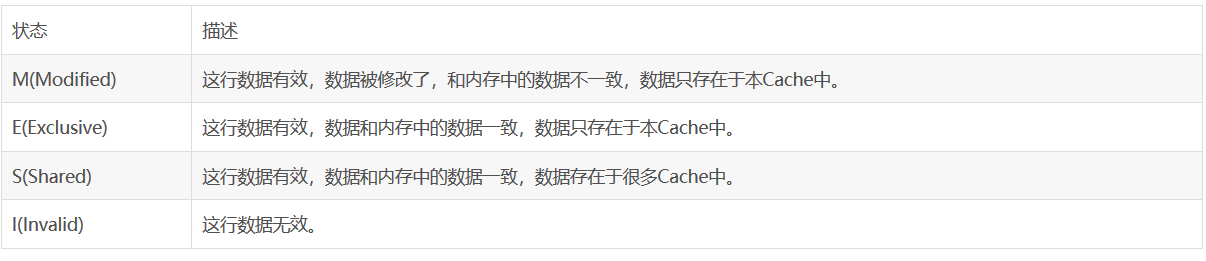 状态 描述
M(Modified) 这行数据有效，数据被修改了，和内存中的数据不一致，数据只存在于本Cache中。
E(Exclusive) 这行数据有效，数据和内存中的数据一致，数据只存在于本Cache中。
S(Shared) 这行数据有效，数据和内存中的数据一致，数据存在于很多Cache中。
I(Invalid) 这行数据无效。